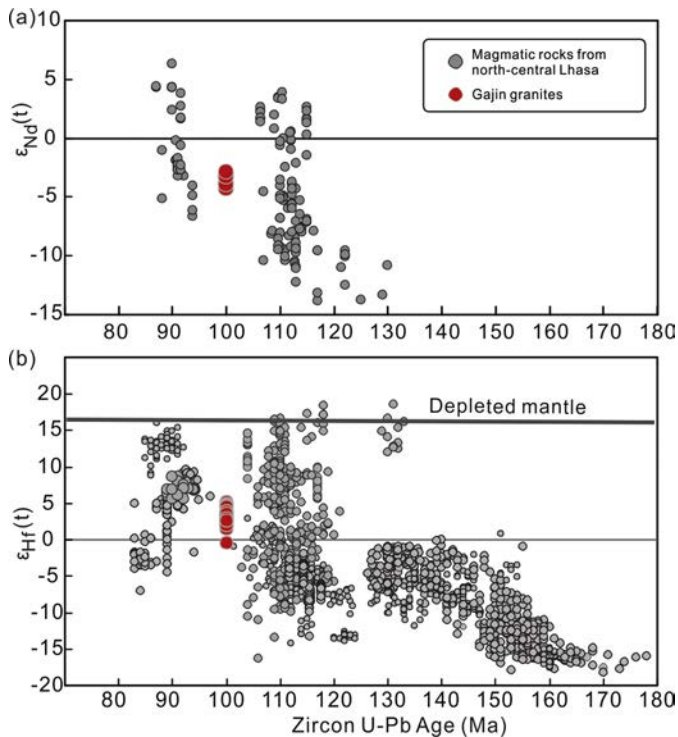 (a)
10
5
0
-5
-10
-15
εNd(t)
Magmatic rocks from
north-central Lhasa
Gajin granites
80 90 100 110 120 130 140 150 160 170 180
(b)
20
15
10
5
0
-5
-10
-15
-20
εHf(t)
Depleted mantle
80 90 100 110 120 130 140 150 160 170 180
Zircon U-Pb Age (Ma)